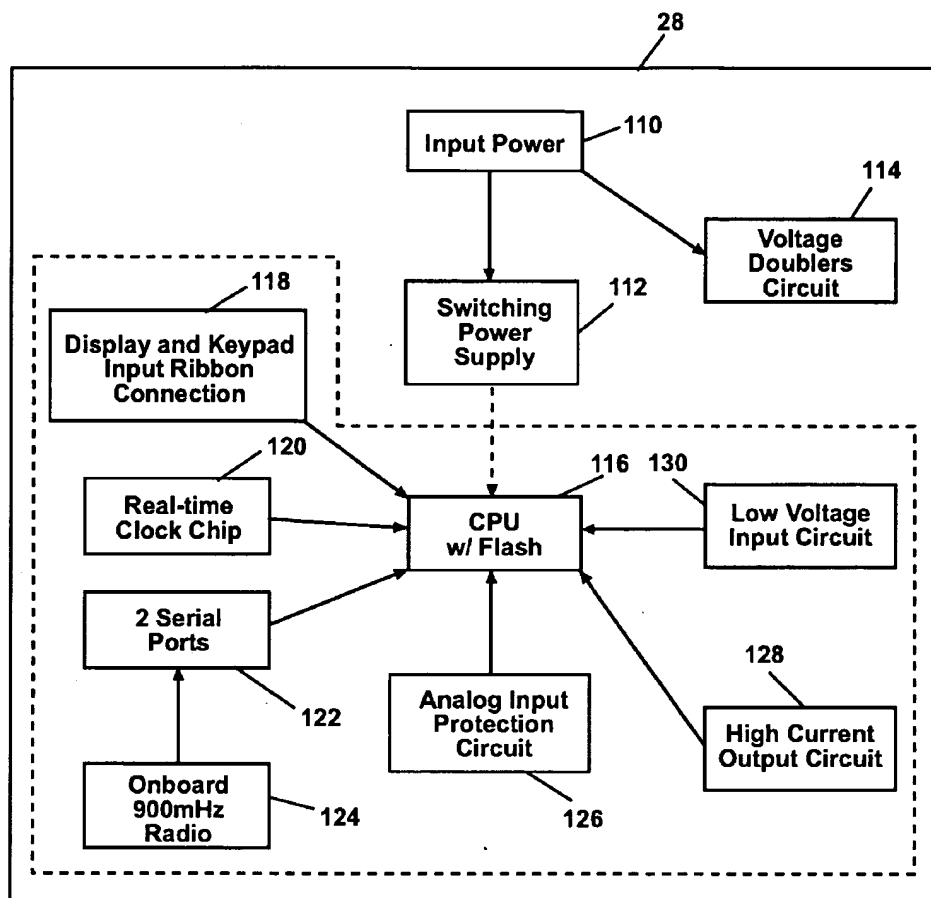 28
Input Power
110
114
Voltage
Doublers
Circuit
118
112
Switching
Power
Supply
Display and Keypad
Input Ribbon
Connection
120
116
130
Real-time
Clock Chip
CPU
w/ Flash
Low Voltage
Input Circuit
2 Serial
Ports
122
128
Analog Input
Protection
Circuit
High Current
Output Circuit
Onboard
900mHz
Radio
124
126